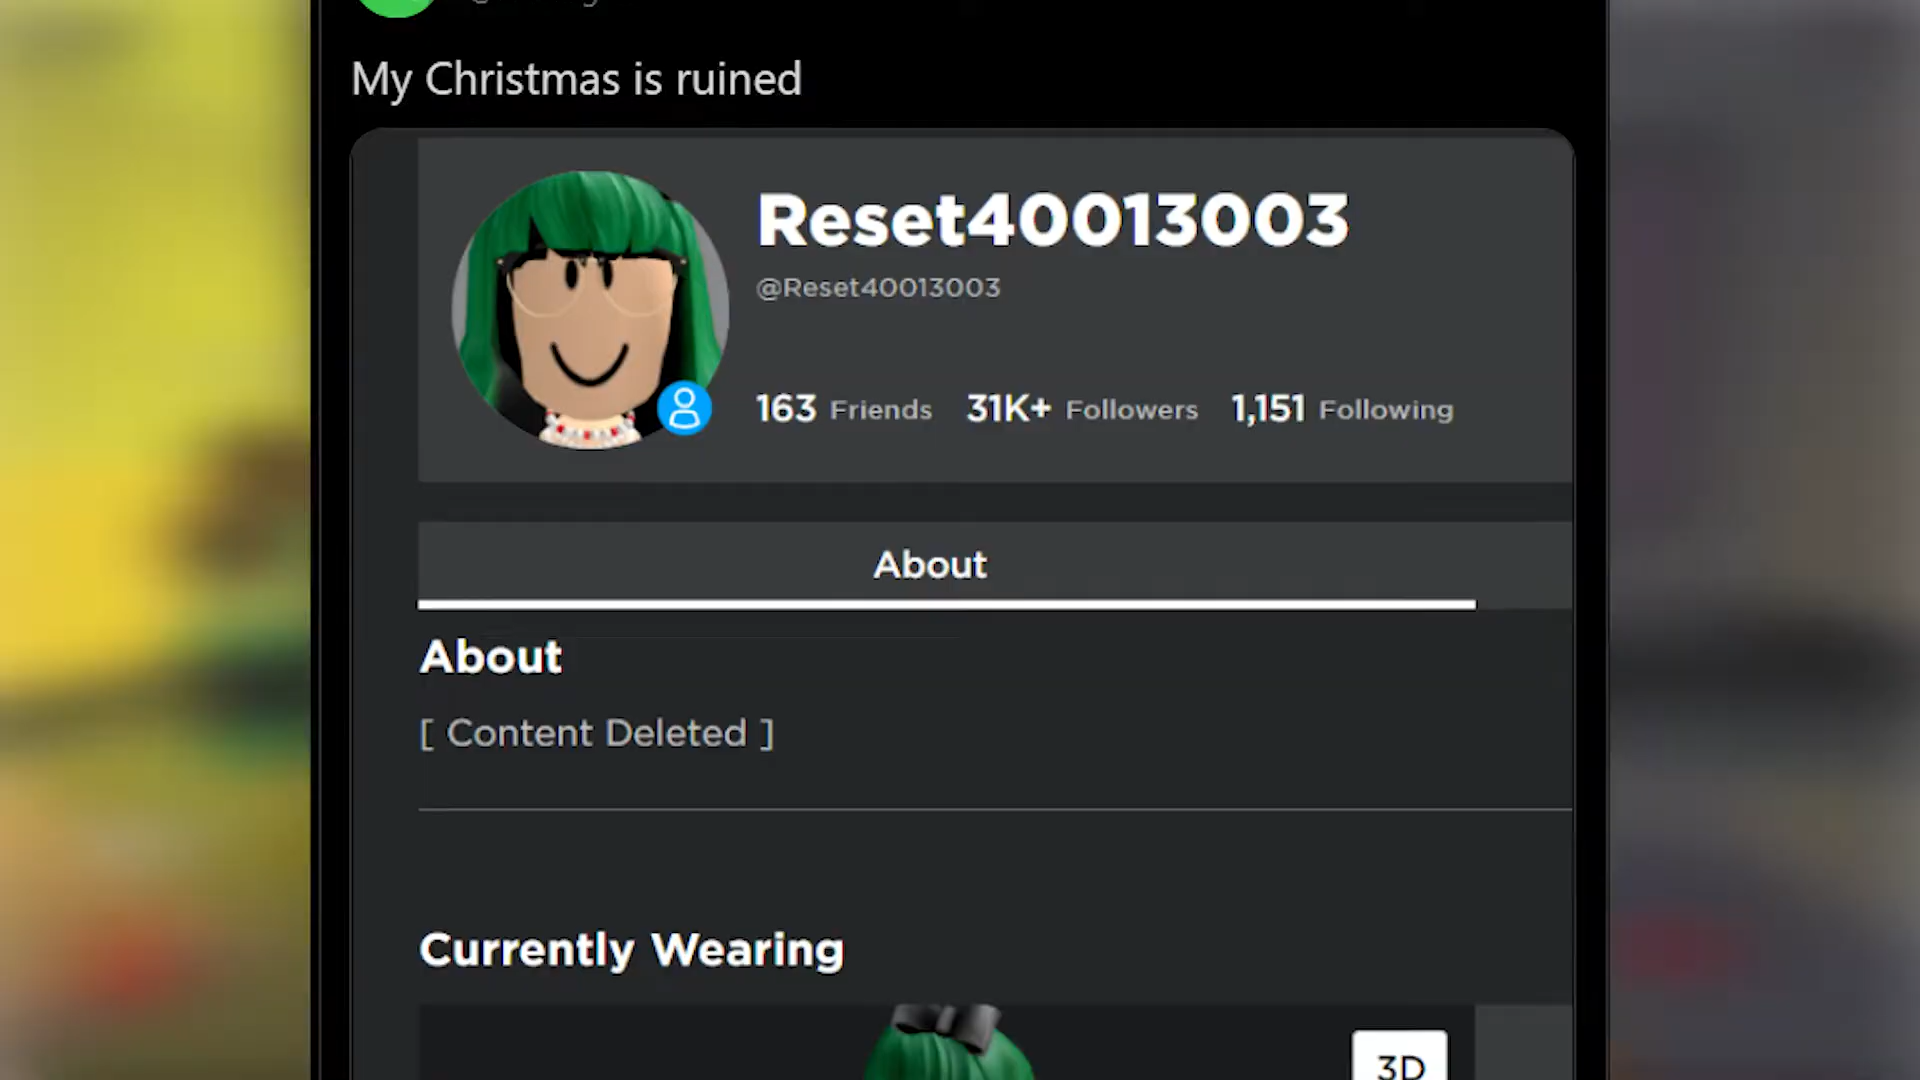 My Christmas is ruined
Reset40013003
@Reset40013003
163 Friends 31K+ Followers 1,151 Following
About
About
[ Content Deleted ]
Currently Wearing
3D